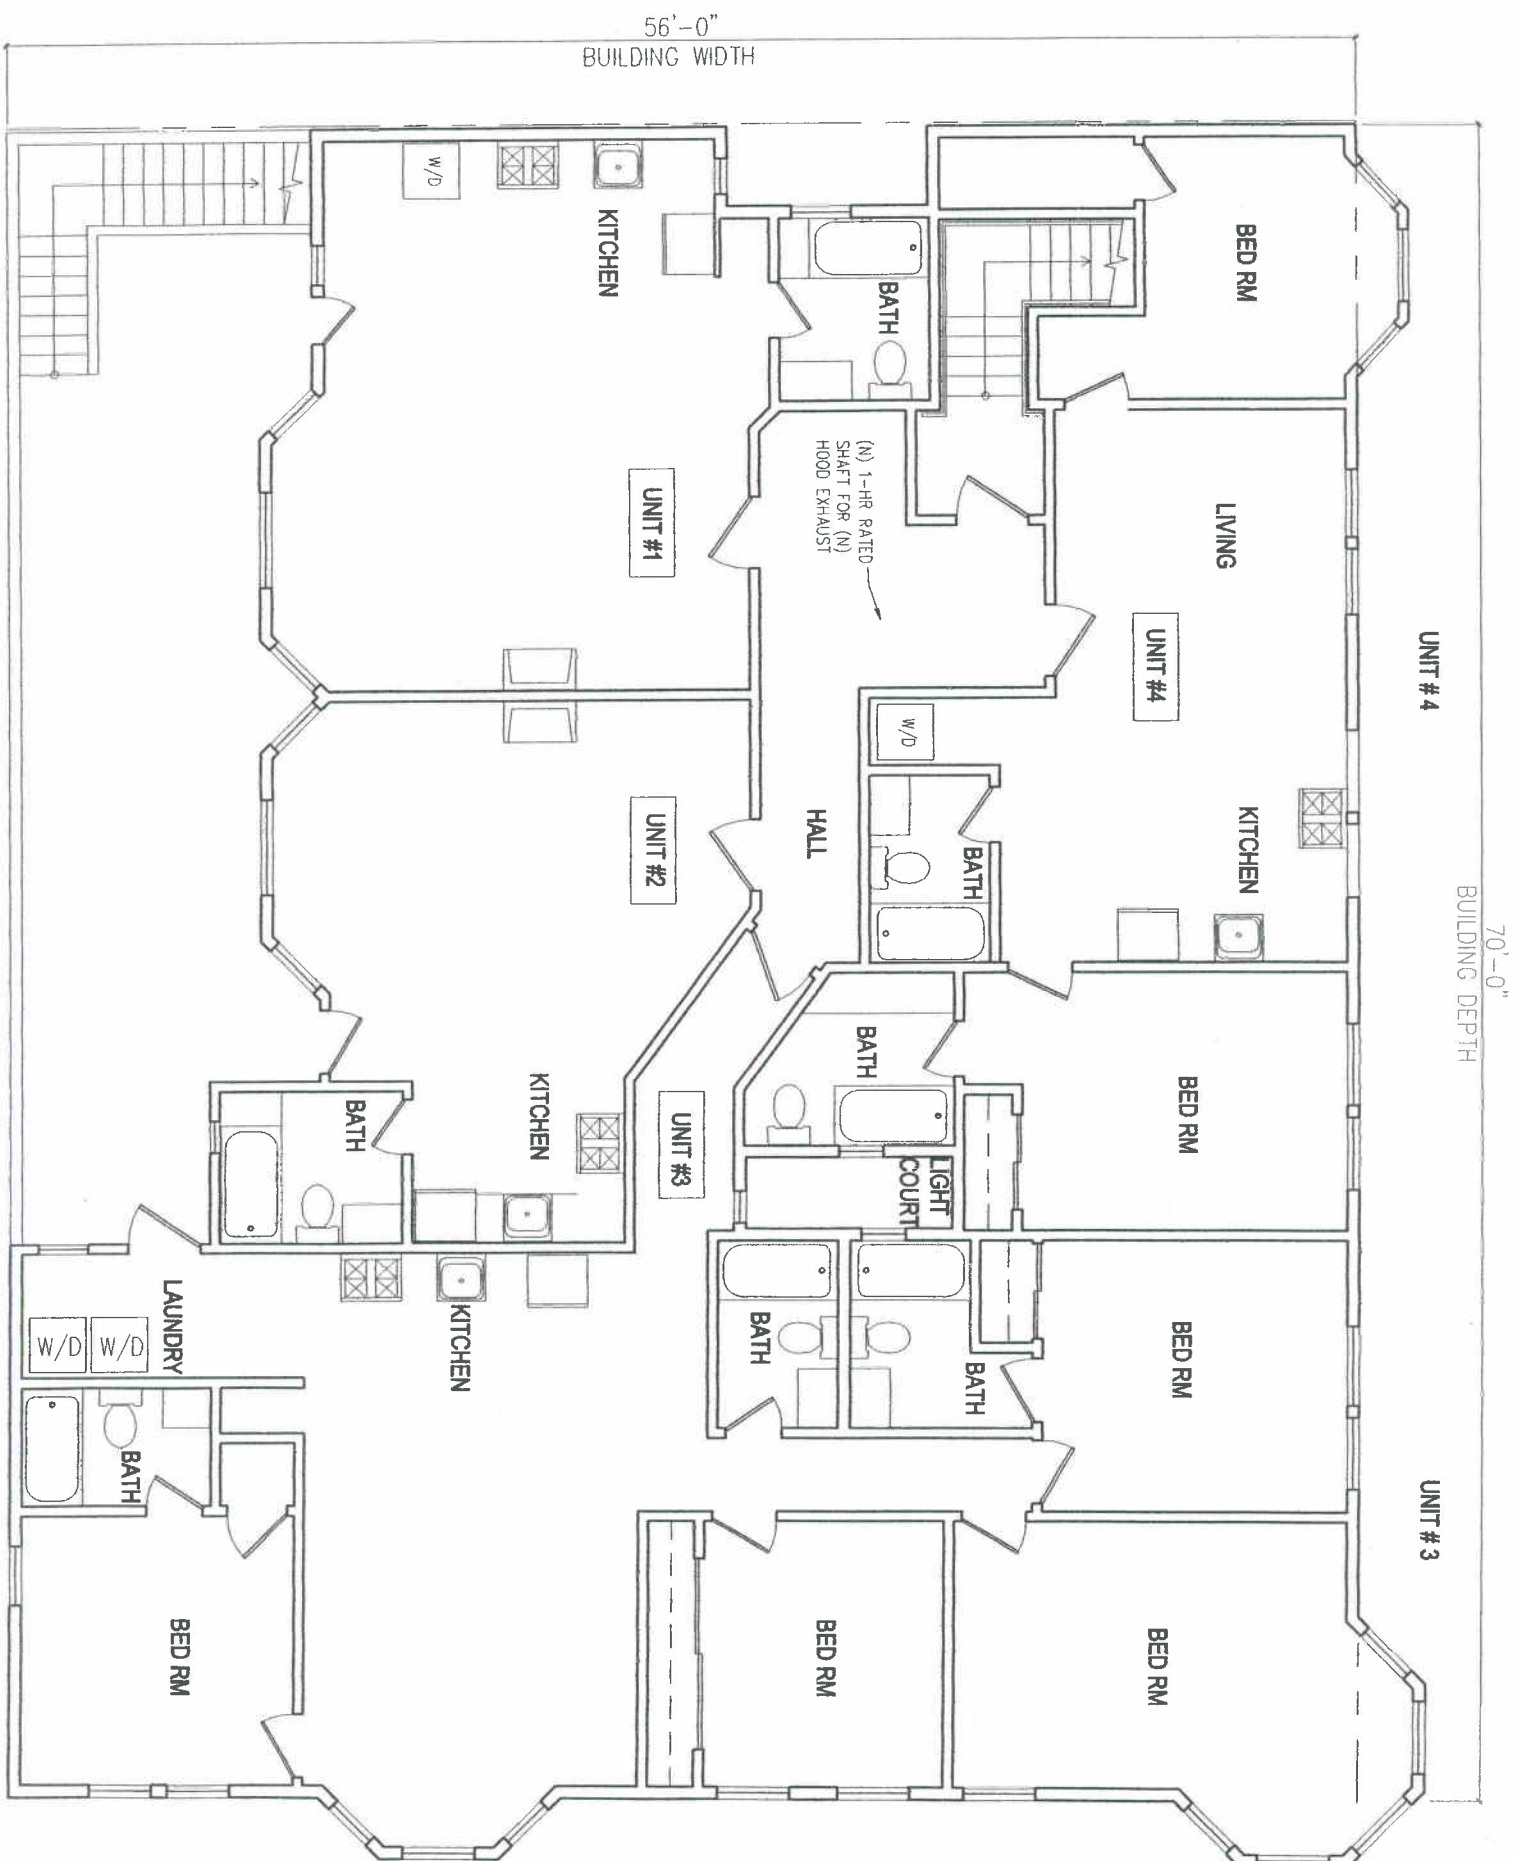 56'-0"
BUILDING WIDTH
W/D
KITCHEN
BATH
BED RM
(N) 1-HR RATED
SHAFT FOR (N)
HOOD EXHAUST
UNIT #1
LIVING
UNIT #4
UNIT # 4
W/D
UNIT #2
HALL
BATH
KITCHEN
70'-0"
BUILDING DEPTH
BATH
BED RM
BATH
KITCHEN
UNIT #3
LIGHT
COURT
LAUNDRY
W/D
W/D
KITCHEN
BATH
BATH
BED RM
BATH
UNIT # 3
BED RM
BED RM
BED RM